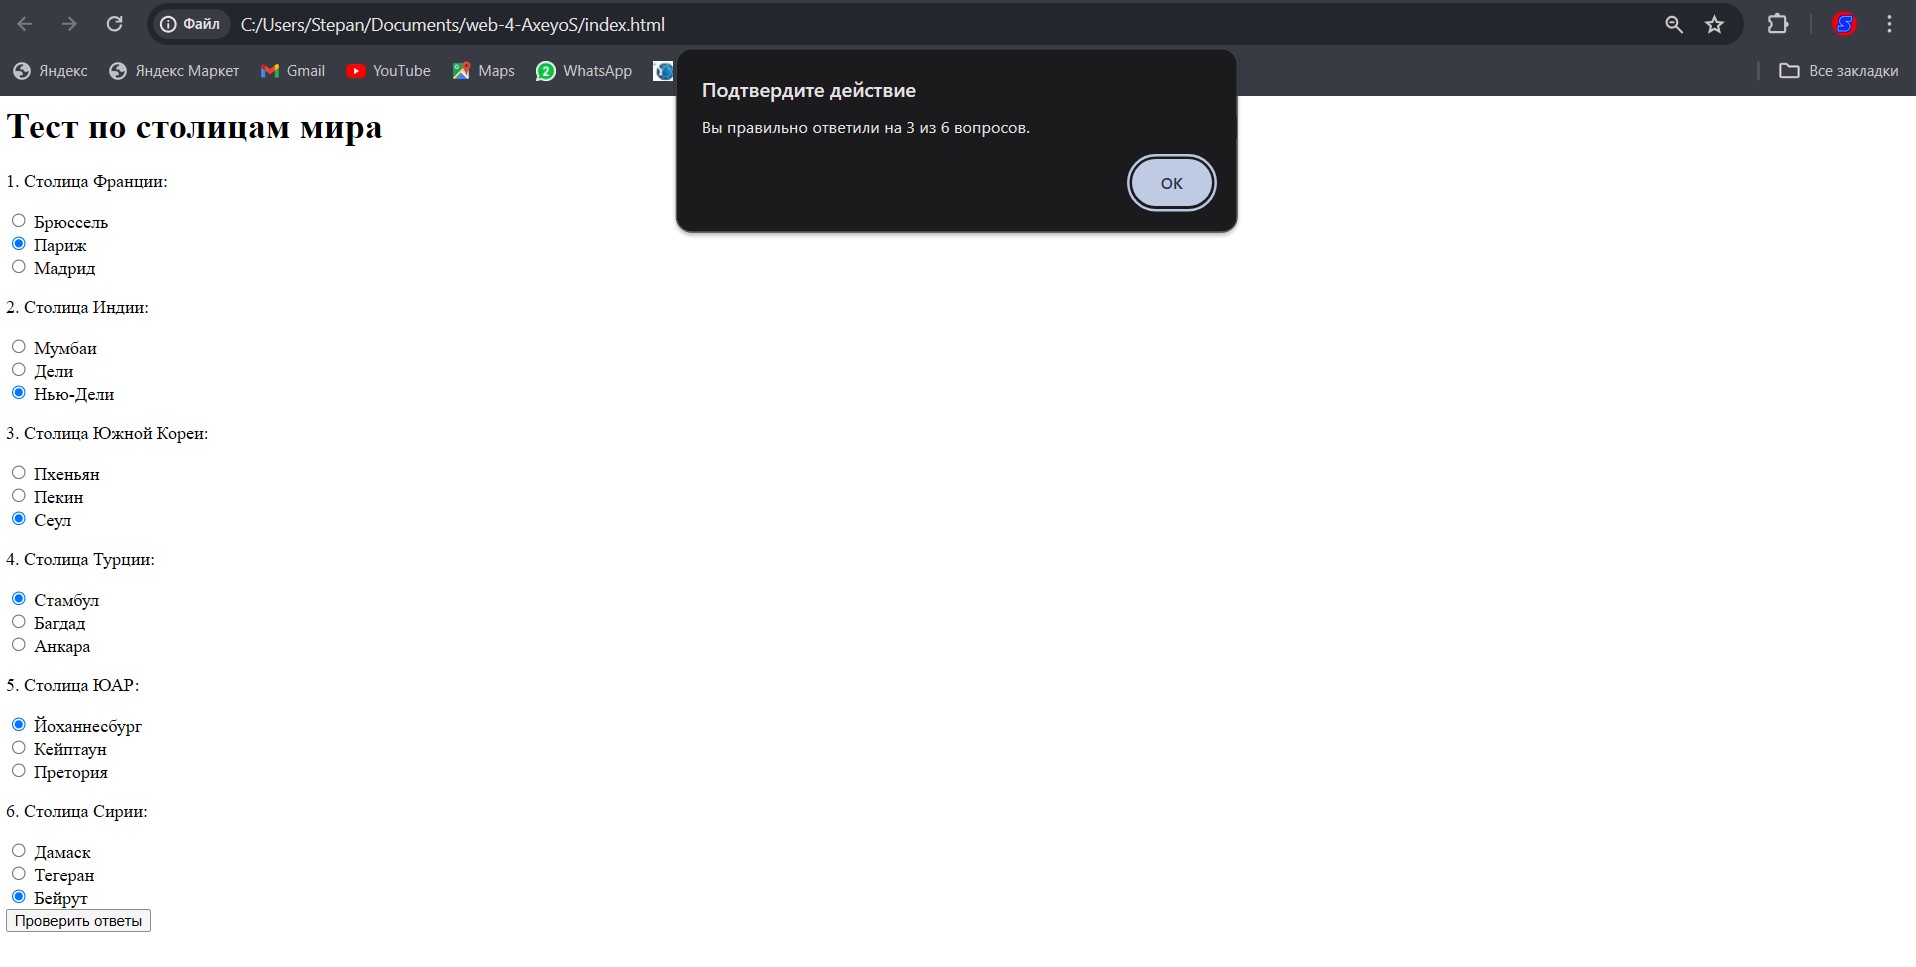 Файл C:/Users/Stepan/Documents/web-4-AxeyoS/index.html
Яндекс Яндекс Маркет Gmail YouTube Maps WhatsApp Все закладки
Подтвердите действие
Вы правильно ответили на 3 из 6 вопросов.
ОК
Тест по столицам мира
1. Столица Франции:
Брюссель
Париж
Мадрид
2. Столица Индии:
Мумбаи
Дели
Нью-Дели
3. Столица Южной Кореи:
Пхеньян
Пекин
Сеул
4. Столица Турции:
Стамбул
Багдад
Анкара
5. Столица ЮАР:
Йоханнесбург
Кейптаун
Претория
6. Столица Сирии:
Дамаск
Тегеран
Бейрут
Проверить ответы